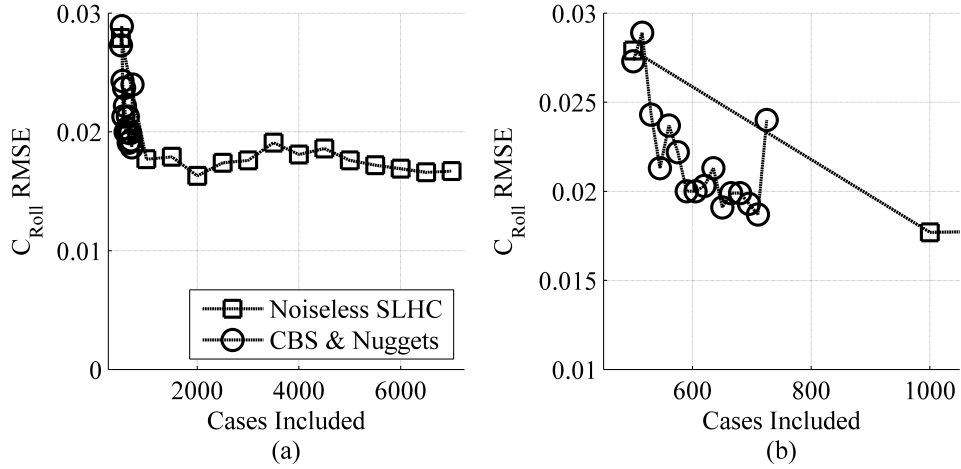 0.03
0.02
0.01
0
C_Roll RMSE
2000
4000
6000
Cases Included
(a)
Noiseless SLHC
CBS & Nuggets
0.03
0.025
0.02
0.015
0.01
C_Roll RMSE
600
800
1000
Cases Included
(b)